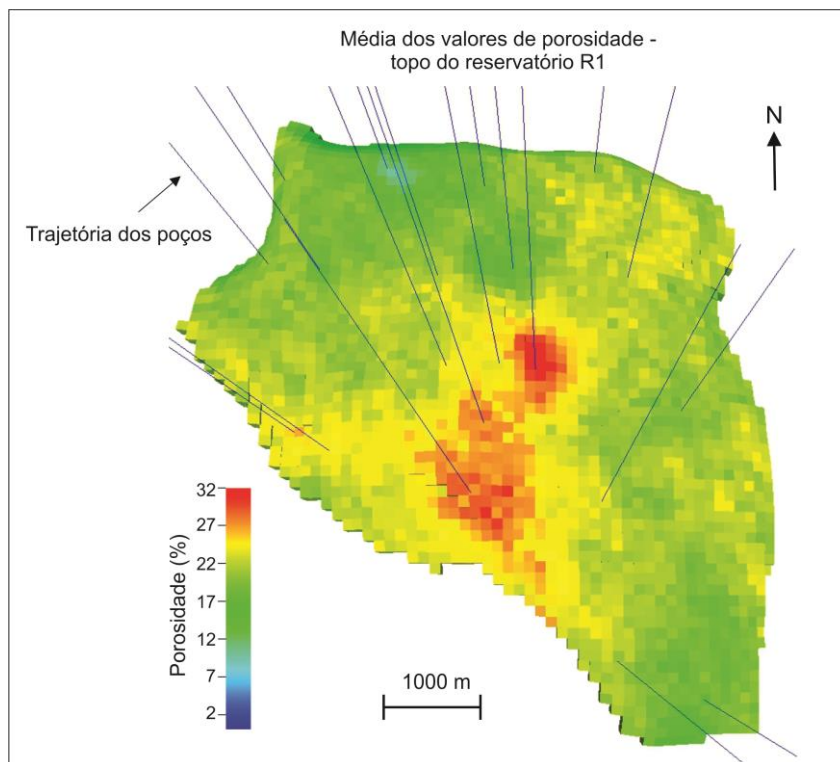 Média dos valores de porosidade -
topo do reservatório R1
N
Trajetória dos poços
Porosidade (%)
32
27
22
17
12
7
2
1000 m